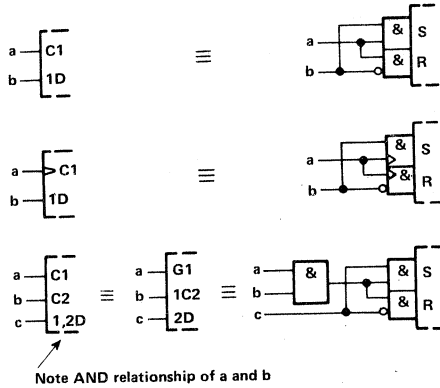 a C1 ≡ a & S
b 1D b & R
a C1 ≡ a & S
b 1D b & R
a C1 ≡ a G1 ≡ a & & S
b C2 b 1C2 b & R
c 1,2D c 2D c
Note AND relationship of a and b